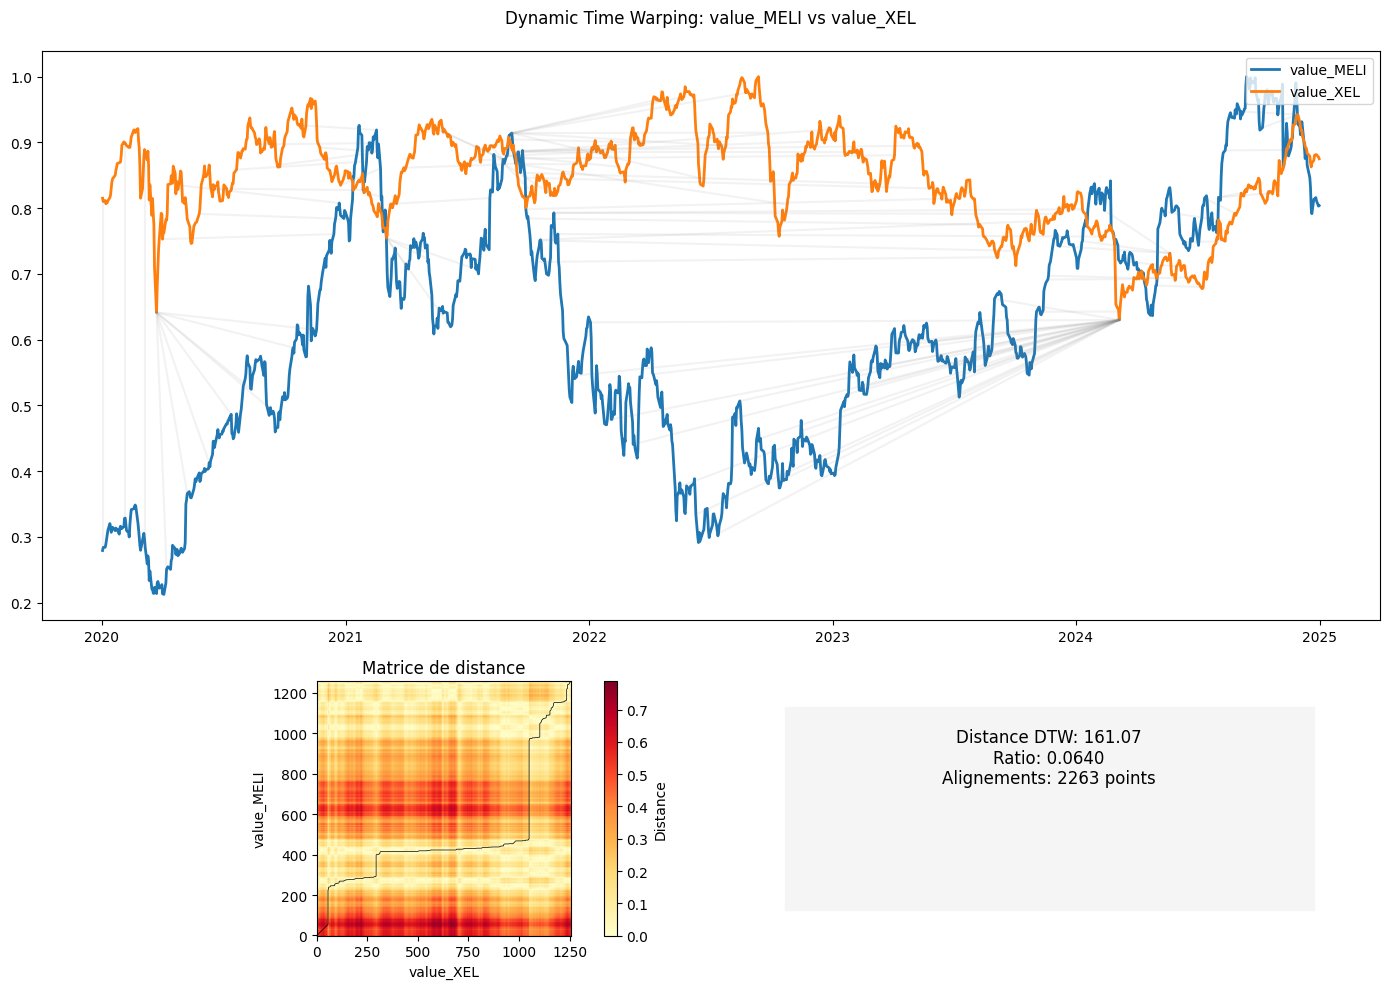 Dynamic Time Warping: value_MELI vs value_XEL
value_MELI
value_XEL
1.0
0.9
0.8
0.7
0.6
0.5
0.4
0.3
0.2
2020 2021 2022 2023 2024 2025
Matrice de distance
value_MELI
1200
1000
800
600
400
200
0
0 250 500 750 1000 1250
value_XEL
0.7
0.6
0.5
0.4
0.3
0.2
0.1
0.0
Distance
Distance DTW: 161.07
Ratio: 0.0640
Alignements: 2263 points